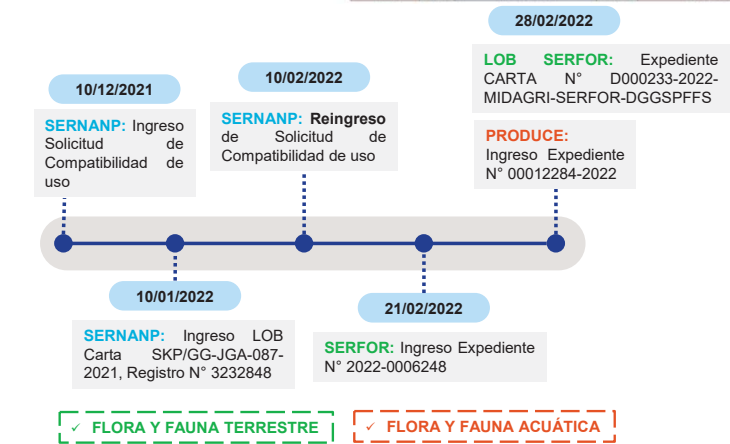 28/02/2022
LOB SERFOR: Expediente
CARTA N° D000233-2022-
MIDAGRI-SERFOR-DGGSPFFS
10/12/2021
10/02/2022
SERNANP: Ingreso
Solicitud de
Compatibilidad de
uso
SERNANP: Reingreso
de Solicitud de
Compatibilidad de uso
PRODUCE:
Ingreso Expediente
N° 00012284-2022
10/01/2022
21/02/2022
SERNANP: Ingreso LOB
Carta SKP/GG-JGA-087-
2021, Registro N° 3232848
SERFOR: Ingreso Expediente
N° 2022-0006248
✓ FLORA Y FAUNA TERRESTRE
✓ FLORA Y FAUNA ACUÁTICA